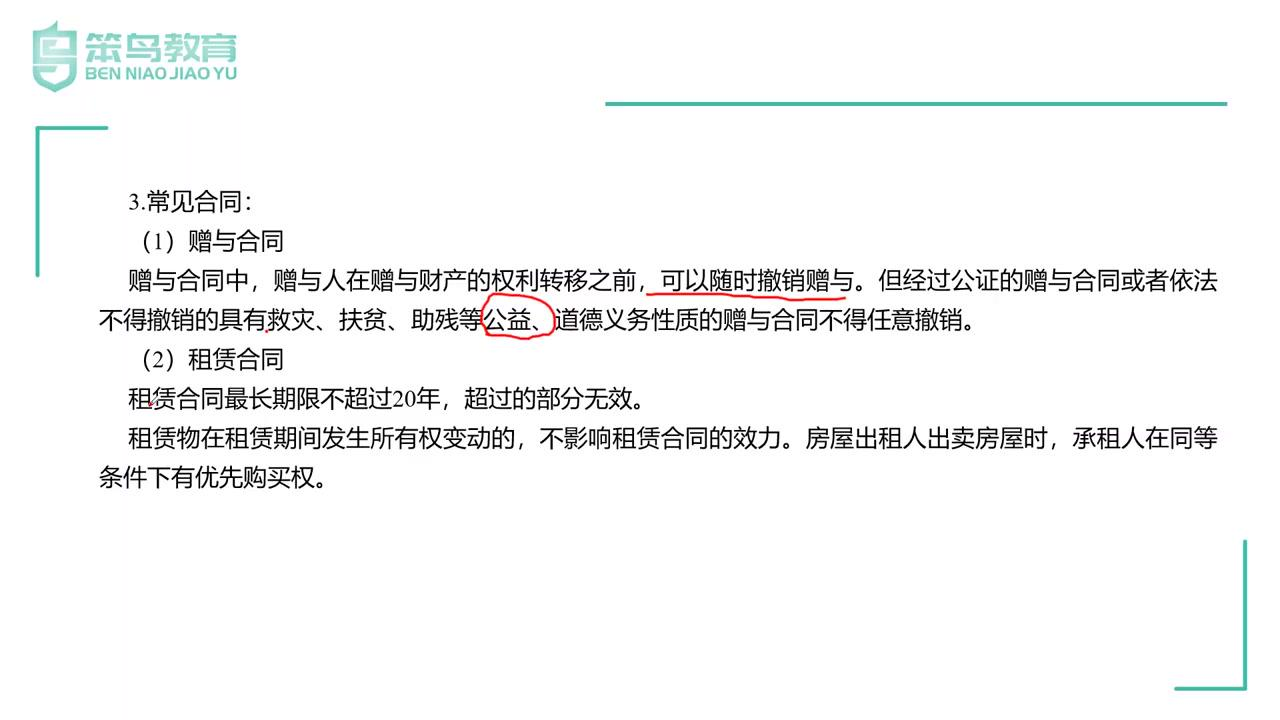 笨鸟教育
BEN NIAO JIAO YU
3.常见合同：
（1）赠与合同
赠与合同中，赠与人在赠与财产的权利转移之前，可以随时撤销赠与。但经过公证的赠与合同或者依法
不得撤销的具有救灾、扶贫、助残等公益、道德义务性质的赠与合同不得任意撤销。
（2）租赁合同
租赁合同最长期限不超过20年，超过的部分无效。
租赁物在租赁期间发生所有权变动的，不影响租赁合同的效力。房屋出租人出卖房屋时，承租人在同等
条件下有优先购买权。